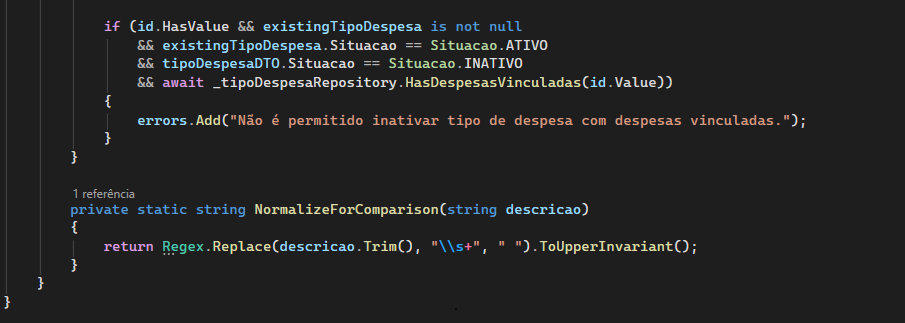 if (id.HasValue && existingTipoDespesa is not null
&& existingTipoDespesa.Situacao == Situacao.ATIVO
&& tipoDespesaDTO.Situacao == Situacao.INATIVO
&& await _tipoDespesaRepository.HasDespesasVinculadas(id.Value))
{
errors.Add("Não é permitido inativar tipo de despesa com despesas vinculadas.");
}
}
1 referência
private static string NormalizeForComparison(string descricao)
{
return Regex.Replace(descricao.Trim(), "\\s+", " ").ToUpperInvariant();
}
}
}